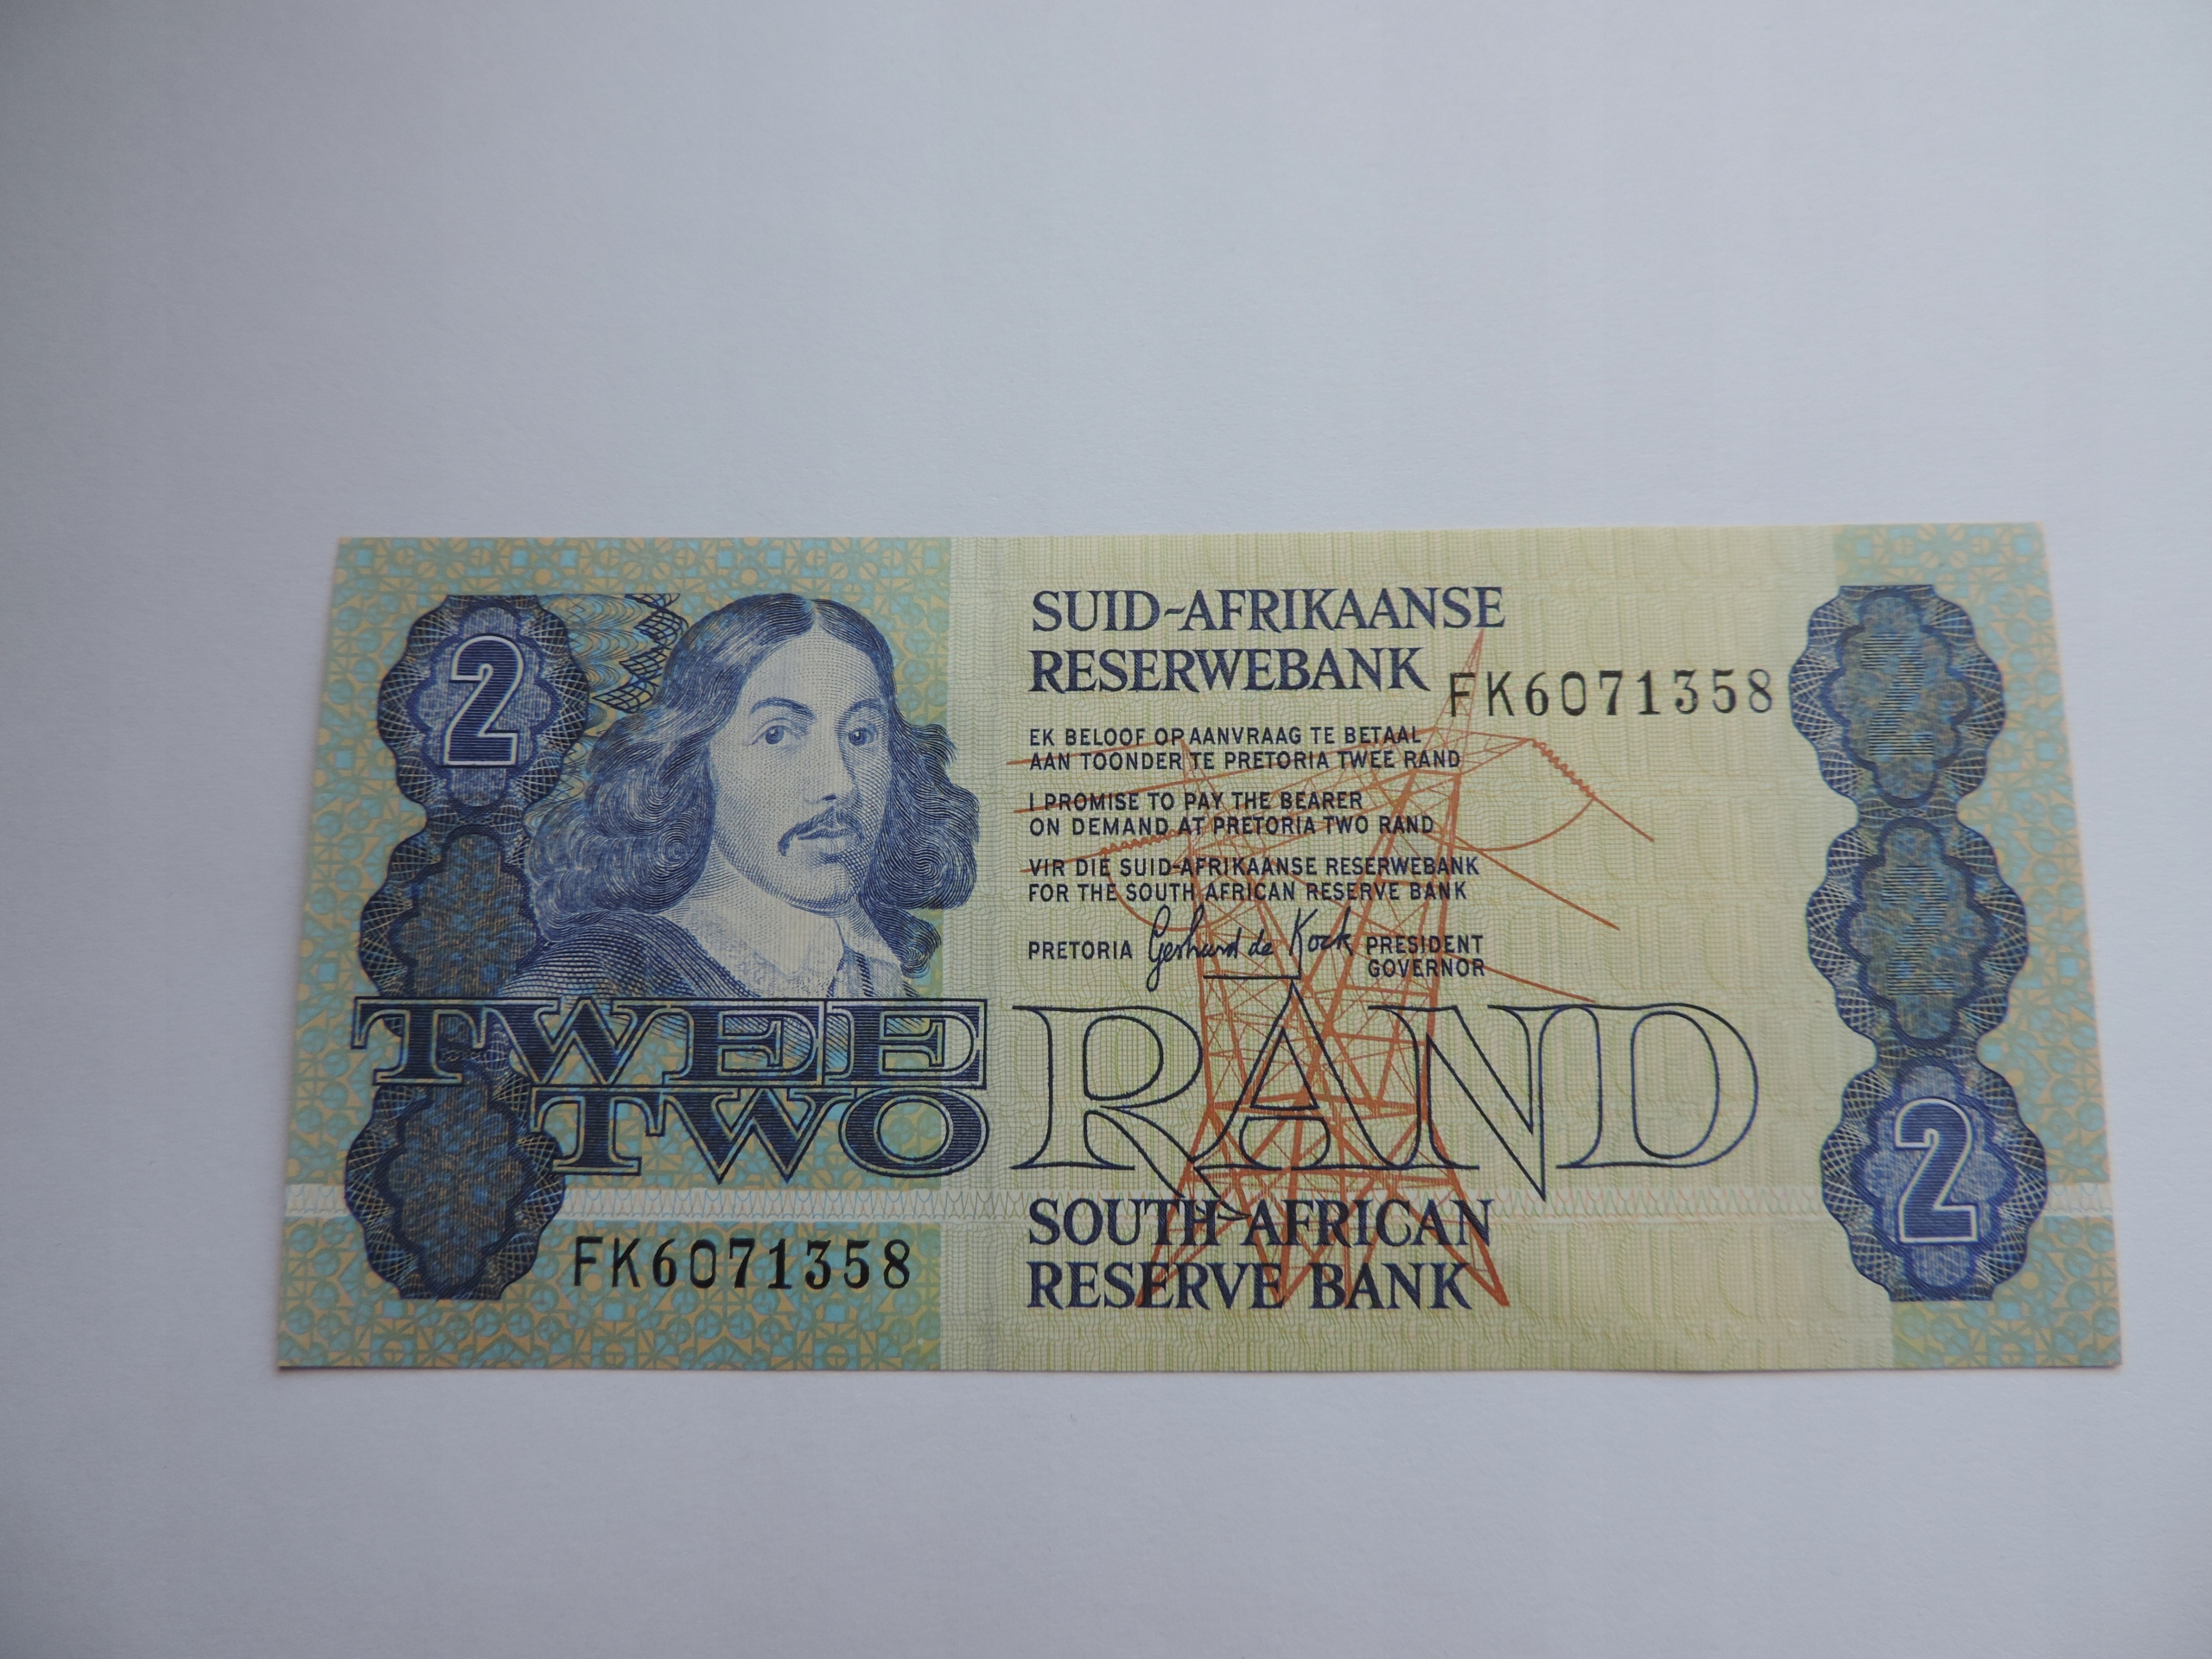 2
SUID-AFRIKAANSE
RESERWEBANK
FK6071358
EK BELOOF OP AANVRAAG TE BETAAL
AAN TOONDER TE PRETORIA TWEE RAND
I PROMISE TO PAY THE BEARER
ON DEMAND AT PRETORIA TWO RAND
VIR DIE SUID-AFRIKAANSE RESERWEBANK
FOR THE SOUTH AFRICAN RESERVE BANK
PRETORIA Gerhard de Kock PRESIDENT
GOVERNOR
TWEE
TWO
RAND
SOUTH-AFRICAN
RESERVE BANK
FK6071358
2